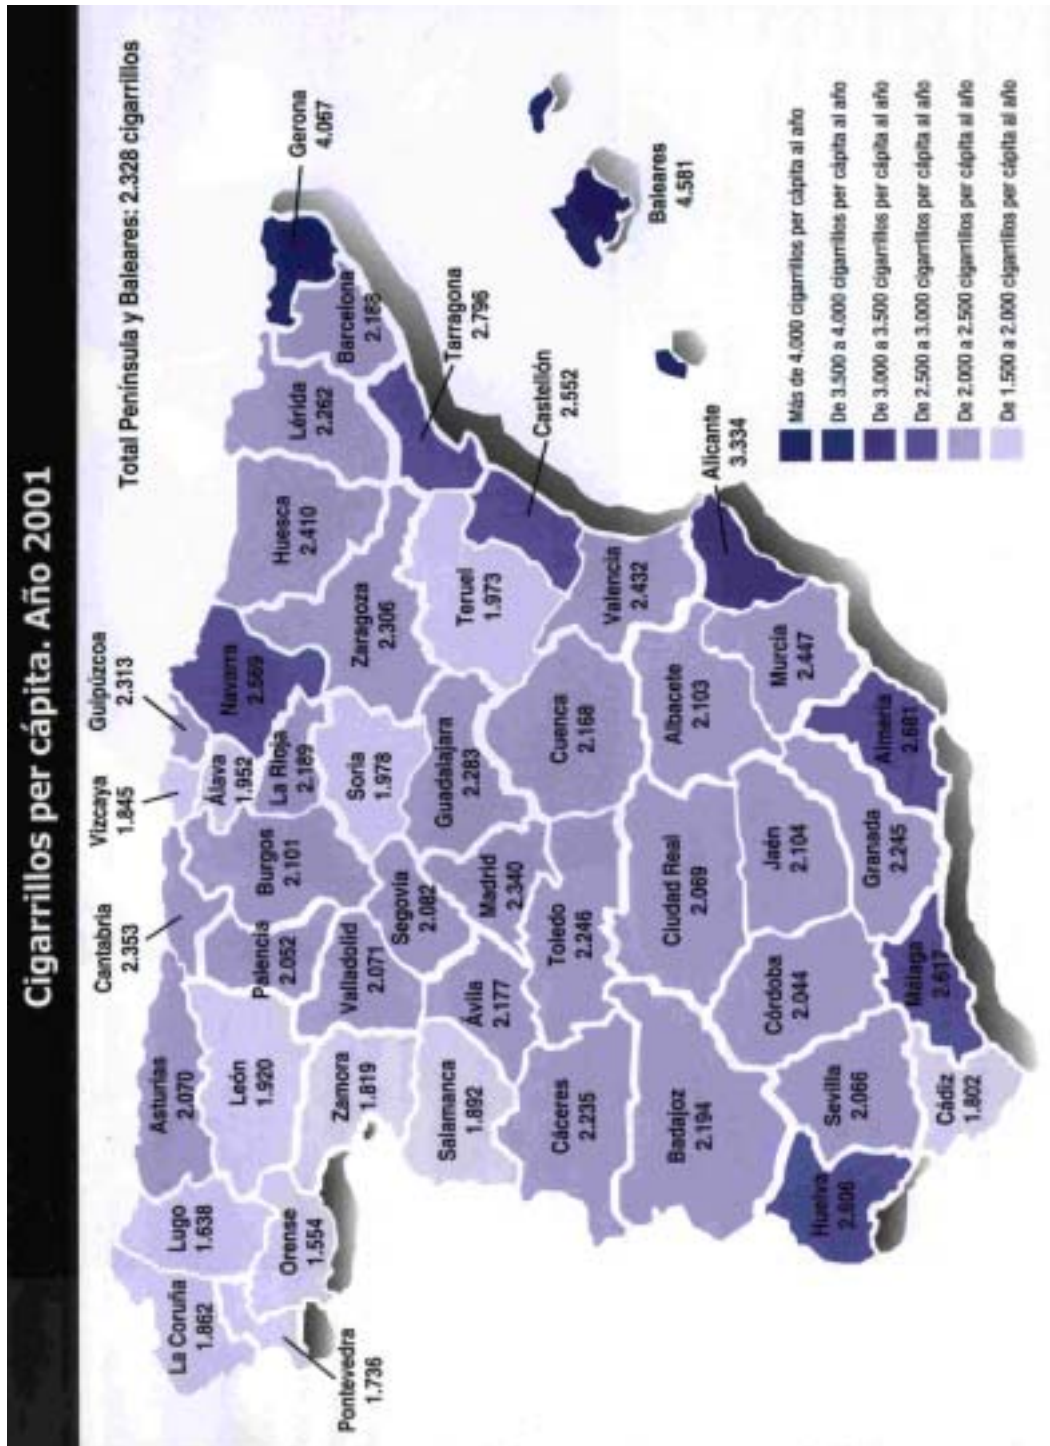 Cigarrillos per cápita. Año 2001
Total Península y Baleares: 2.328 cigarrillos
Cantabria
2.353
Vizcaya
1.845
Guipúzcoa
2.313
La Coruña
1.862
Lugo
1.638
Asturias
2.070
Pontevedra
1.736
Orense
1.554
León
1.920
Palencia
2.052
Burgos
2.101
Álava
1.952
La Rioja
2.189
Navarra
2.569
Huesca
2.410
Lérida
2.262
Barcelona
2.188
Gerona
4.067
Zamora
1.819
Valladolid
2.071
Soria
1.978
Zaragoza
2.306
Tarragona
2.796
Salamanca
1.892
Ávila
2.177
Segovia
2.082
Madrid
2.340
Guadalajara
2.283
Teruel
1.973
Castellón
2.552
Baleares
4.581
Cáceres
2.235
Toledo
2.246
Cuenca
2.168
Valencia
2.432
Badajoz
2.194
Ciudad Real
2.069
Albacete
2.103
Alicante
3.334
Huelva
2.606
Sevilla
2.066
Córdoba
2.044
Jaén
2.104
Murcia
2.447
Cádiz
1.802
Málaga
2.617
Granada
2.245
Almería
2.681
Más de 4.000 cigarrillos per cápita al año
De 3.500 a 4.000 cigarrillos per cápita al año
De 3.000 a 3.500 cigarrillos per cápita al año
De 2.500 a 3.000 cigarrillos per cápita al año
De 2.000 a 2.500 cigarrillos per cápita al año
De 1.500 a 2.000 cigarrillos per cápita al año